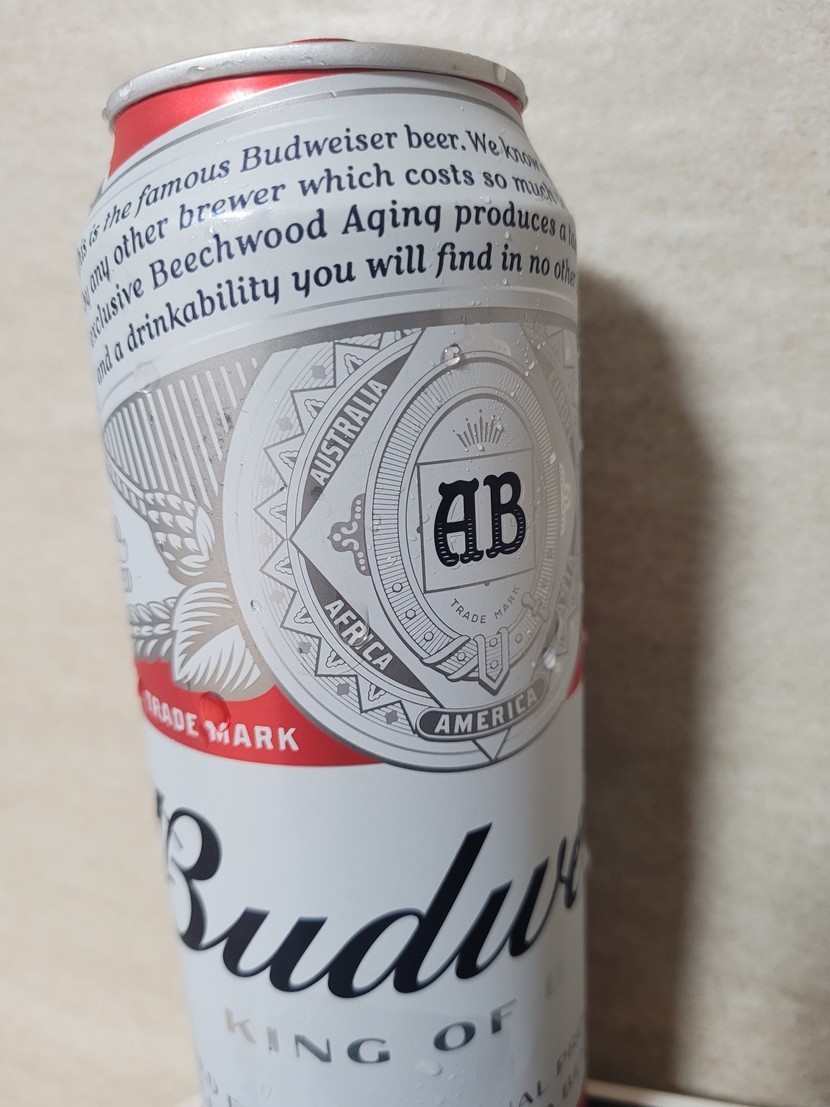 is the famous Budweiser beer. We know
any other brewer which costs so much
exclusive Beechwood Aging produces a
and a drinkability you will find in no other
AUSTRALIA
AB
TRADE MARK
AFRICA
AMERICA
TRADE MARK
Budwe
KING OF